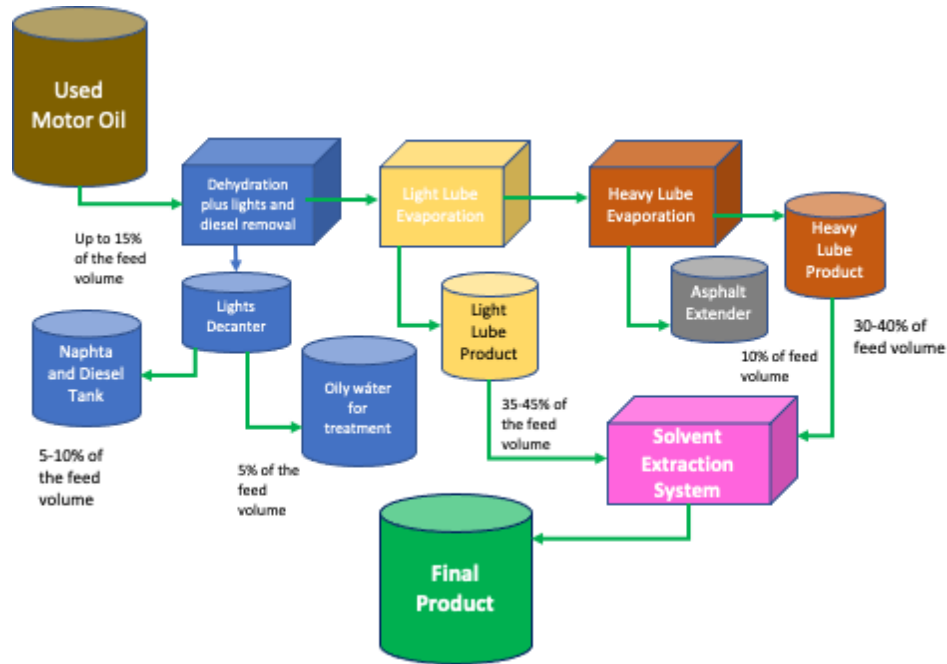 Used
Motor Oil
Dehydration
plus lights and
diesel removal
Light Lube
Evaporation
Heavy Lube
Evaporation
Heavy
Lube
Product
Up to 15%
of the feed
volume
Lights
Decanter
Light
Lube
Product
Asphalt
Extender
30-40% of
feed volume
Naphta
and Diesel
Tank
Oily wáter
for
treatment
10% of feed
volume
35-45% of
the feed
volume
5-10% of
the feed
volume
5% of the
feed
volume
Solvent
Extraction
System
Final
Product